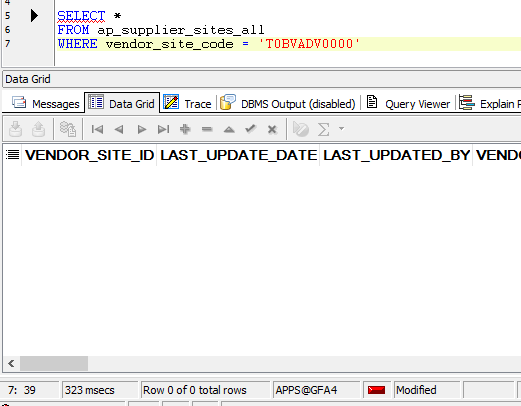 4
5 SELECT *
6 FROM ap_supplier_sites_all
7 WHERE vendor_site_code = 'T0BVADV0000'
Data Grid
Messages Data Grid Trace DBMS Output (disabled) Query Viewer Explain P
VENDOR_SITE_ID LAST_UPDATE_DATE LAST_UPDATED_BY VENDO
7: 39 323 msecs Row 0 of 0 total rows APPS@GFA4 Modified